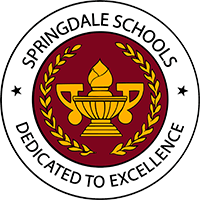 SPRINGDALE SCHOOLS
DEDICATED TO EXCELLENCE